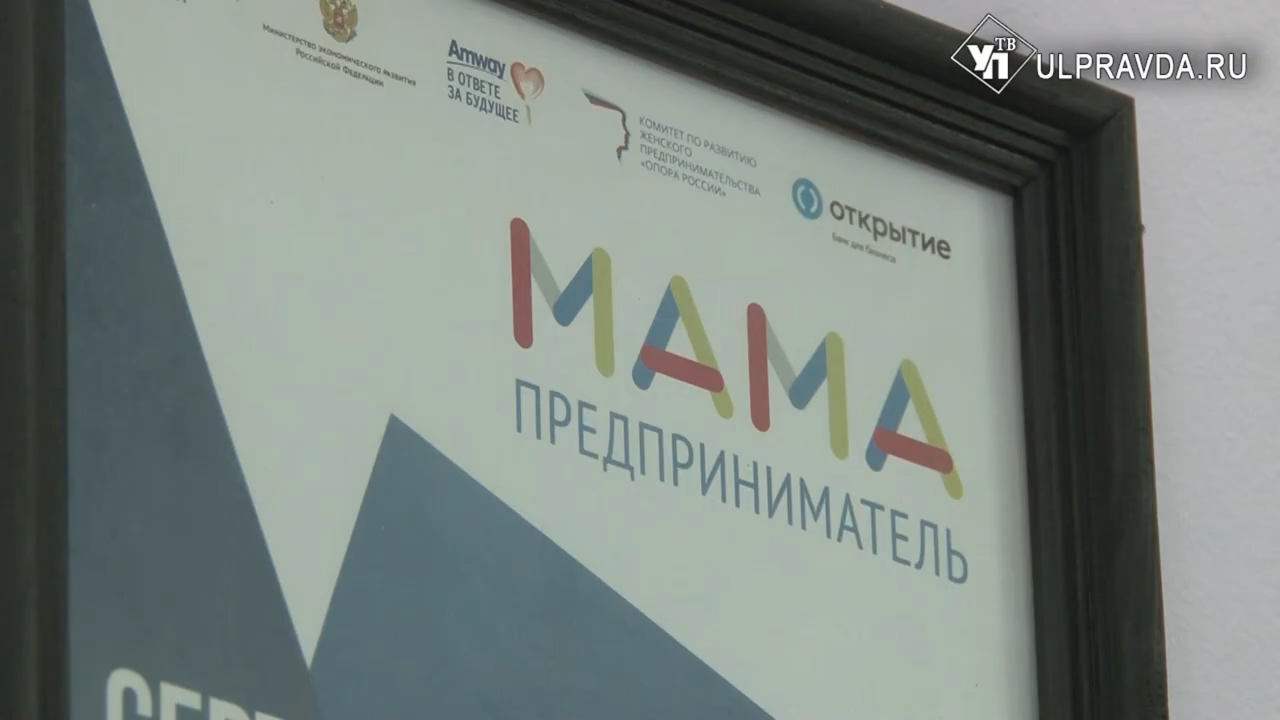 УП ТВ ULPRAVDA.RU
Министерство экономического развития
Российской Федерации
Amway
В ОТВЕТЕ
ЗА БУДУЩЕЕ
КОМИТЕТ ПО РАЗВИТИЮ
ЖЕНСКОГО
ПРЕДПРИНИМАТЕЛЬСТВА
«ОПОРА РОССИИ»
открытие
Банк для бизнеса
МАМА
ПРЕДПРИНИМАТЕЛЬ